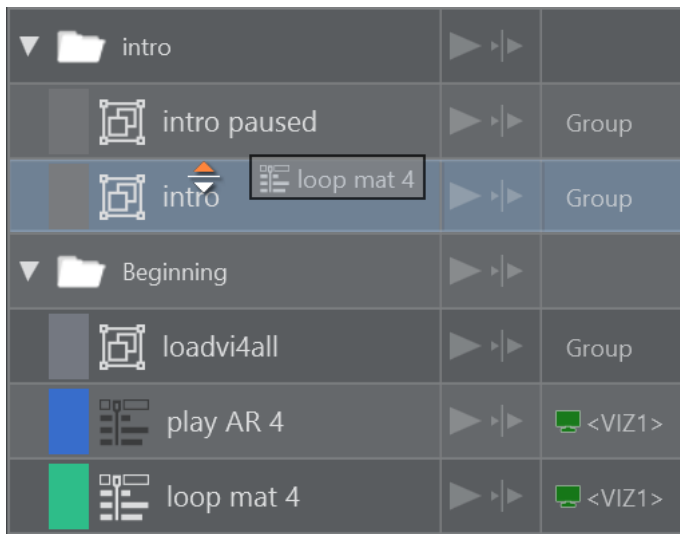 intro
intro paused
Group
loop mat 4
intro
Group
Beginning
loadvi4all
Group
play AR 4
<VIZ1>
loop mat 4
<VIZ1>